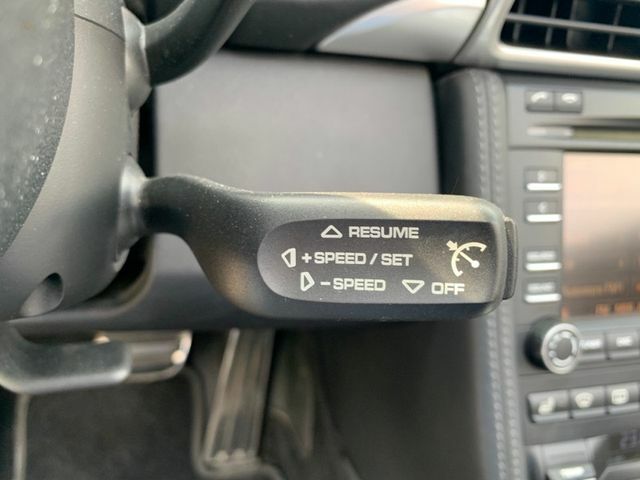 RESUME
+SPEED / SET
-SPEED OFF